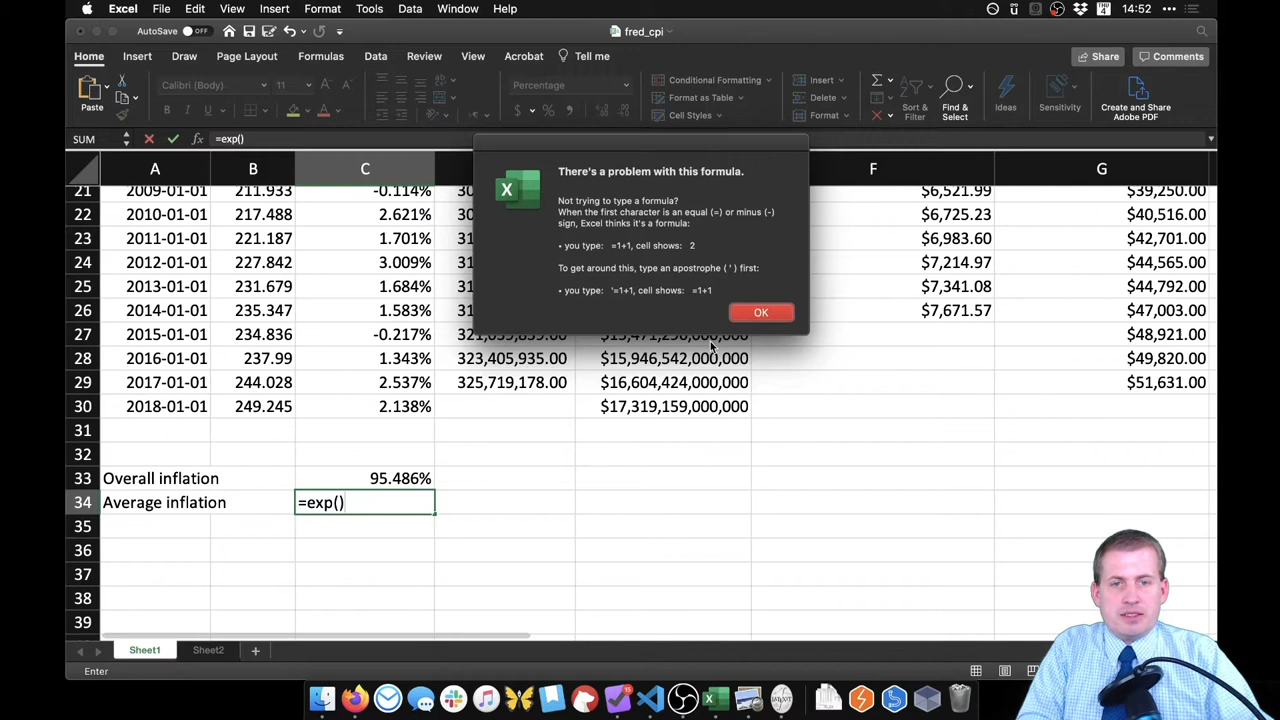 Excel File Edit View Insert Format Tools Data Window Help THU 4 14:52
AutoSave OFF fred_cpi
Home Insert Draw Page Layout Formulas Data Review View Acrobat Tell me Share Comments
Paste Calibri (Body) 11 Percentage Conditional Formatting Format as Table Cell Styles Insert Delete Format Sort & Filter Find & Select Ideas Sensitivity Create and Share Adobe PDF
SUM fx =exp()
A B C F G
21 2009-01-01 211.933 -0.114% 30 $6,521.99 $39,250.00
22 2010-01-01 217.488 2.621% 30 $6,725.23 $40,516.00
23 2011-01-01 221.187 1.701% 31 $6,983.60 $42,701.00
24 2012-01-01 227.842 3.009% 31 $7,214.97 $44,565.00
25 2013-01-01 231.679 1.684% 31 $7,341.08 $44,792.00
26 2014-01-01 235.347 1.583% 31 $7,671.57 $47,003.00
27 2015-01-01 234.836 -0.217% $48,921.00
28 2016-01-01 237.99 1.343% 323,405,935.00 $15,946,542,000,000 $49,820.00
29 2017-01-01 244.028 2.537% 325,719,178.00 $16,604,424,000,000 $51,631.00
30 2018-01-01 249.245 2.138% $17,319,159,000,000
31
32
33 Overall inflation 95.486%
34 Average inflation =exp()
35
36
37
38
39
There's a problem with this formula.
Not trying to type a formula?
When the first character is an equal (=) or minus (-)
sign, Excel thinks it's a formula:
• you type: =1+1, cell shows: 2
To get around this, type an apostrophe ( ' ) first:
• you type: '=1+1, cell shows: =1+1
OK
Sheet1 Sheet2 +
Enter